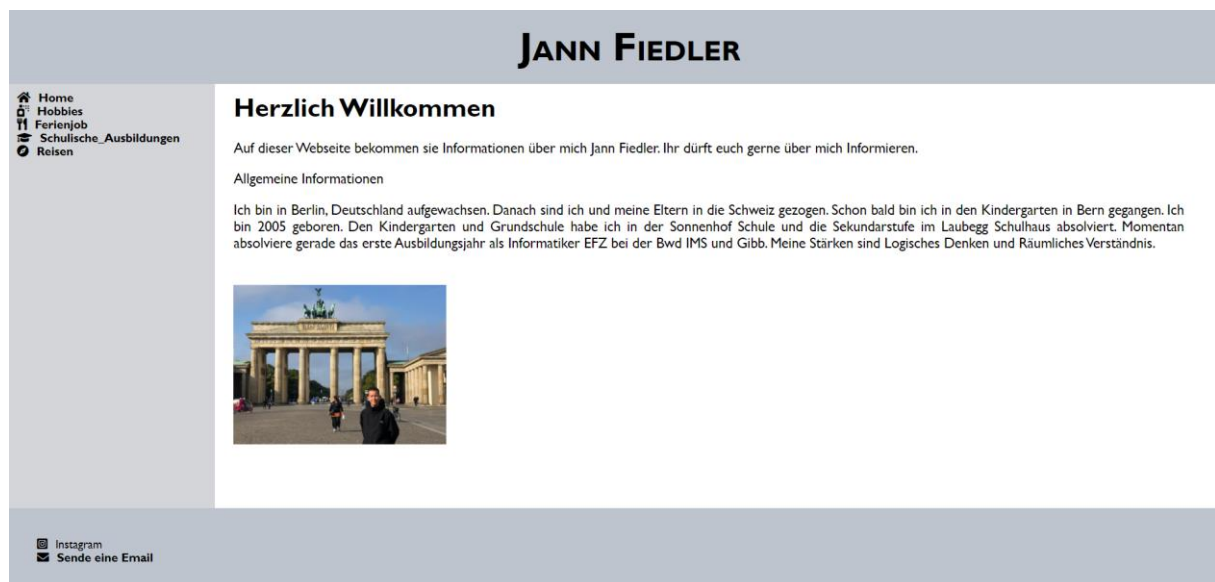 JANN FIEDLER
Home
Hobbies
Ferienjob
Schulische_Ausbildungen
Reisen
Herzlich Willkommen
Auf dieser Webseite bekommen sie Informationen über mich Jann Fiedler. Ihr dürft euch gerne über mich Informieren.
Allgemeine Informationen
Ich bin in Berlin, Deutschland aufgewachsen. Danach sind ich und meine Eltern in die Schweiz gezogen. Schon bald bin ich in den Kindergarten in Bern gegangen. Ich
bin 2005 geboren. Den Kindergarten und Grundschule habe ich in der Sonnenhof Schule und die Sekundarstufe im Laubegg Schulhaus absolviert. Momentan
absolviere gerade das erste Ausbildungsjahr als Informatiker EFZ bei der Bwd IMS und Gibb. Meine Stärken sind Logisches Denken und Räumliches Verständnis.
Instagram
Sende eine Email